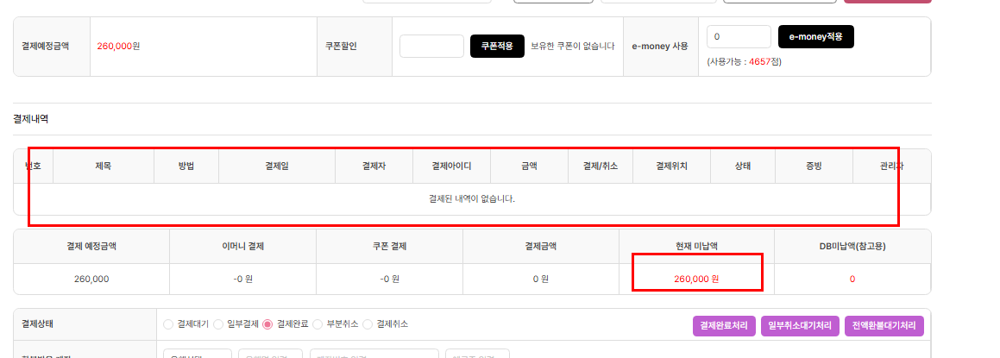 결제예정금액 260,000원 쿠폰할인 쿠폰적용 보유한 쿠폰이 없습니다 e-money 사용 0 e-money적용
(사용가능 : 4657점)
결제내역
번호 제목 방법 결제일 결제자 결제아이디 금액 결제/취소 결제위치 상태 증빙 관리자
결제된 내역이 없습니다.
결제 예정금액 이머니 결제 쿠폰 결제 결제금액 현재 미납액 DB미납액(참고용)
260,000 -0 원 -0 원 0 원 260,000 원 0
결제상태 결제대기 일부결제 결제완료 부분취소 결제취소 결제완료처리 일부취소대기처리 전액환불대기처리